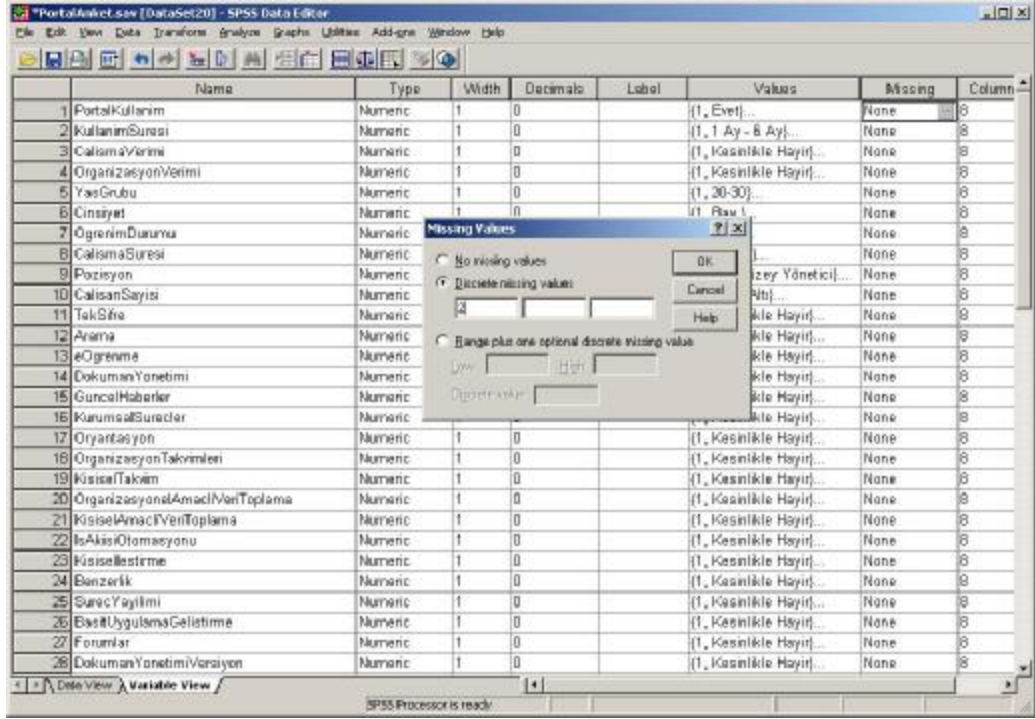 *PortalAnket.sav [DataSet20] - SPSS Data Editor
File Edit View Data Transform Analyze Graphs Utilities Add-ons Window Help
Name Type Width Decimals Label Values Missing Column
1 PortalKullanim Numeric 1 0 {1, Evet}... None 8
2 KullanimSuresi Numeric 1 0 {1, 1 Ay - 6 Ay}... None 8
3 CalismaVerimi Numeric 1 0 {1, Kesinlikle Hayir}... None 8
4 OrganizasyonVerimi Numeric 1 0 {1, Kesinlikle Hayir}... None 8
5 YasGrubu Numeric 1 0 {1, 20-30}... None 8
6 Cinsiyet Numeric 1 0 {1, Bay }... None 8
7 OgrenimDurumu Numeric None 8
8 CalismaSuresi Numeric }... None 8
9 Pozisyon Numeric zey Yönetici}... None 8
10 CalisanSayisi Numeric Altı}... None 8
11 TekSifre Numeric ikle Hayir}... None 8
12 Arama Numeric ikle Hayir}... None 8
13 eOgrenme Numeric ikle Hayir}... None 8
14 DokumanYonetimi Numeric ikle Hayir}... None 8
15 GuncelHaberler Numeric ikle Hayir}... None 8
16 KurumsalSurecler Numeric ikle Hayir}... None 8
17 Oryantasyon Numeric 1 0 {1, Kesinlikle Hayir}... None 8
18 OrganizasyonTakvimleri Numeric 1 0 {1, Kesinlikle Hayir}... None 8
19 KisiselTakvim Numeric 1 0 {1, Kesinlikle Hayir}... None 8
20 OrganizasyonelAmacliVeriToplama Numeric 1 0 {1, Kesinlikle Hayir}... None 8
21 KisiselAmacliVeriToplama Numeric 1 0 {1, Kesinlikle Hayir}... None 8
22 IsAkisiOtomasyonu Numeric 1 0 {1, Kesinlikle Hayir}... None 8
23 Kisisellestirme Numeric 1 0 {1, Kesinlikle Hayir}... None 8
24 Benzerlik Numeric 1 0 {1, Kesinlikle Hayir}... None 8
25 SurecYayilimi Numeric 1 0 {1, Kesinlikle Hayir}... None 8
26 BasitUygulamaGelistirme Numeric 1 0 {1, Kesinlikle Hayir}... None 8
27 Forumlar Numeric 1 0 {1, Kesinlikle Hayir}... None 8
28 DokumanYonetimiVersiyon Numeric 1 0 {1, Kesinlikle Hayir}... None 8
Missing Values
No missing values
Discrete missing values
2
Range plus one optional discrete missing value
Low: High:
Discrete value:
OK
Cancel
Help
Data View Variable View
SPSS Processor is ready